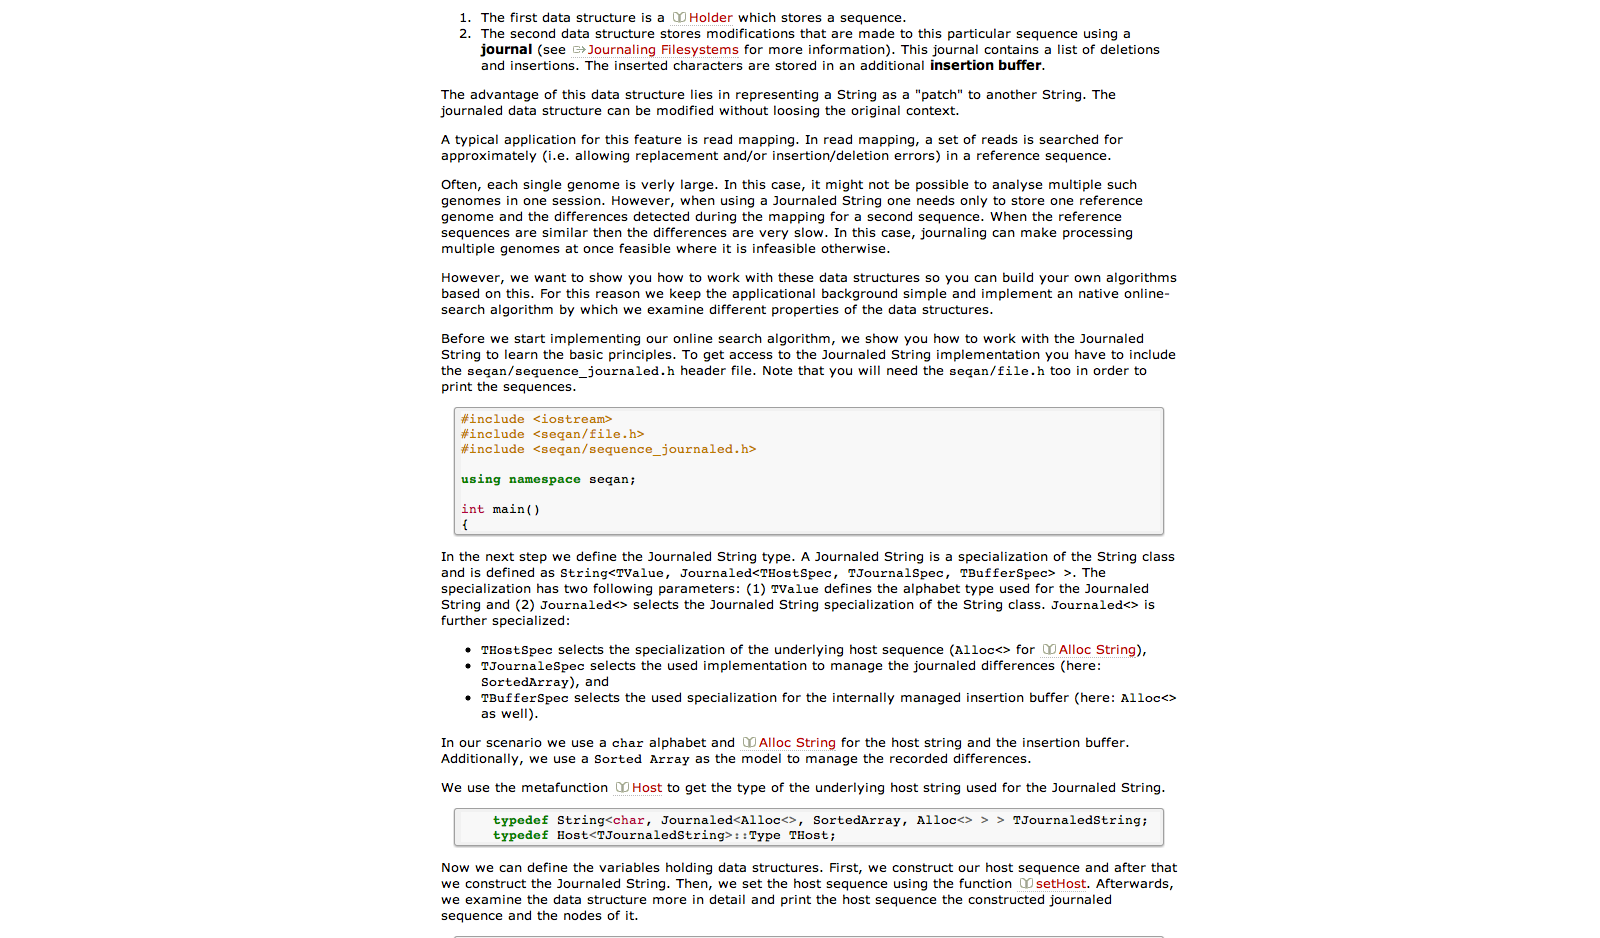 1. The first data structure is a Holder which stores a sequence.
2. The second data structure stores modifications that are made to this particular sequence using a
journal (see Journaling Filesystems for more information). This journal contains a list of deletions
and insertions. The inserted characters are stored in an additional insertion buffer.
The advantage of this data structure lies in representing a String as a "patch" to another String. The
journaled data structure can be modified without loosing the original context.
A typical application for this feature is read mapping. In read mapping, a set of reads is searched for
approximately (i.e. allowing replacement and/or insertion/deletion errors) in a reference sequence.
Often, each single genome is verly large. In this case, it might not be possible to analyse multiple such
genomes in one session. However, when using a Journaled String one needs only to store one reference
genome and the differences detected during the mapping for a second sequence. When the reference
sequences are similar then the differences are very slow. In this case, journaling can make processing
multiple genomes at once feasible where it is infeasible otherwise.
However, we want to show you how to work with these data structures so you can build your own algorithms
based on this. For this reason we keep the applicational background simple and implement an native online-
search algorithm by which we examine different properties of the data structures.
Before we start implementing our online search algorithm, we show you how to work with the Journaled
String to learn the basic principles. To get access to the Journaled String implementation you have to include
the seqan/sequence_journaled.h header file. Note that you will need the seqan/file.h too in order to
print the sequences.
#include <iostream>
#include <seqan/file.h>
#include <seqan/sequence_journaled.h>
using namespace seqan;
int main()
{
In the next step we define the Journaled String type. A Journaled String is a specialization of the String class
and is defined as String<TValue, Journaled<THostSpec, TJournalSpec, TBufferSpec> >. The
specialization has two following parameters: (1) TValue defines the alphabet type used for the Journaled
String and (2) Journaled<> selects the Journaled String specialization of the String class. Journaled<> is
further specialized:
• THostSpec selects the specialization of the underlying host sequence (Alloc<> for Alloc String),
• TJournaleSpec selects the used implementation to manage the journaled differences (here:
SortedArray), and
• TBufferSpec selects the used specialization for the internally managed insertion buffer (here: Alloc<>
as well).
In our scenario we use a char alphabet and Alloc String for the host string and the insertion buffer.
Additionally, we use a Sorted Array as the model to manage the recorded differences.
We use the metafunction Host to get the type of the underlying host string used for the Journaled String.
typedef String<char, Journaled<Alloc<>, SortedArray, Alloc<> > > TJournaledString;
typedef Host<TJournaledString>::Type THost;
Now we can define the variables holding data structures. First, we construct our host sequence and after that
we construct the Journaled String. Then, we set the host sequence using the function setHost. Afterwards,
we examine the data structure more in detail and print the host sequence the constructed journaled
sequence and the nodes of it.